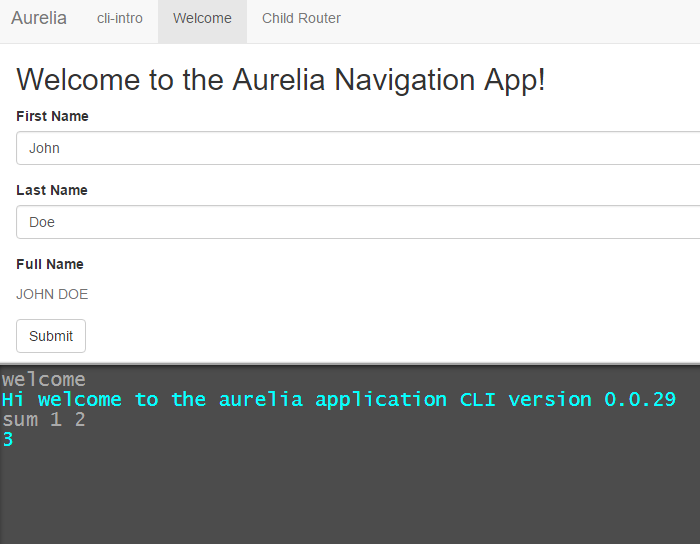 Aurelia cli-intro Welcome Child Router
Welcome to the Aurelia Navigation App!
First Name
John
Last Name
Doe
Full Name
JOHN DOE
Submit
welcome
Hi welcome to the aurelia application CLI version 0.0.29
sum 1 2
3